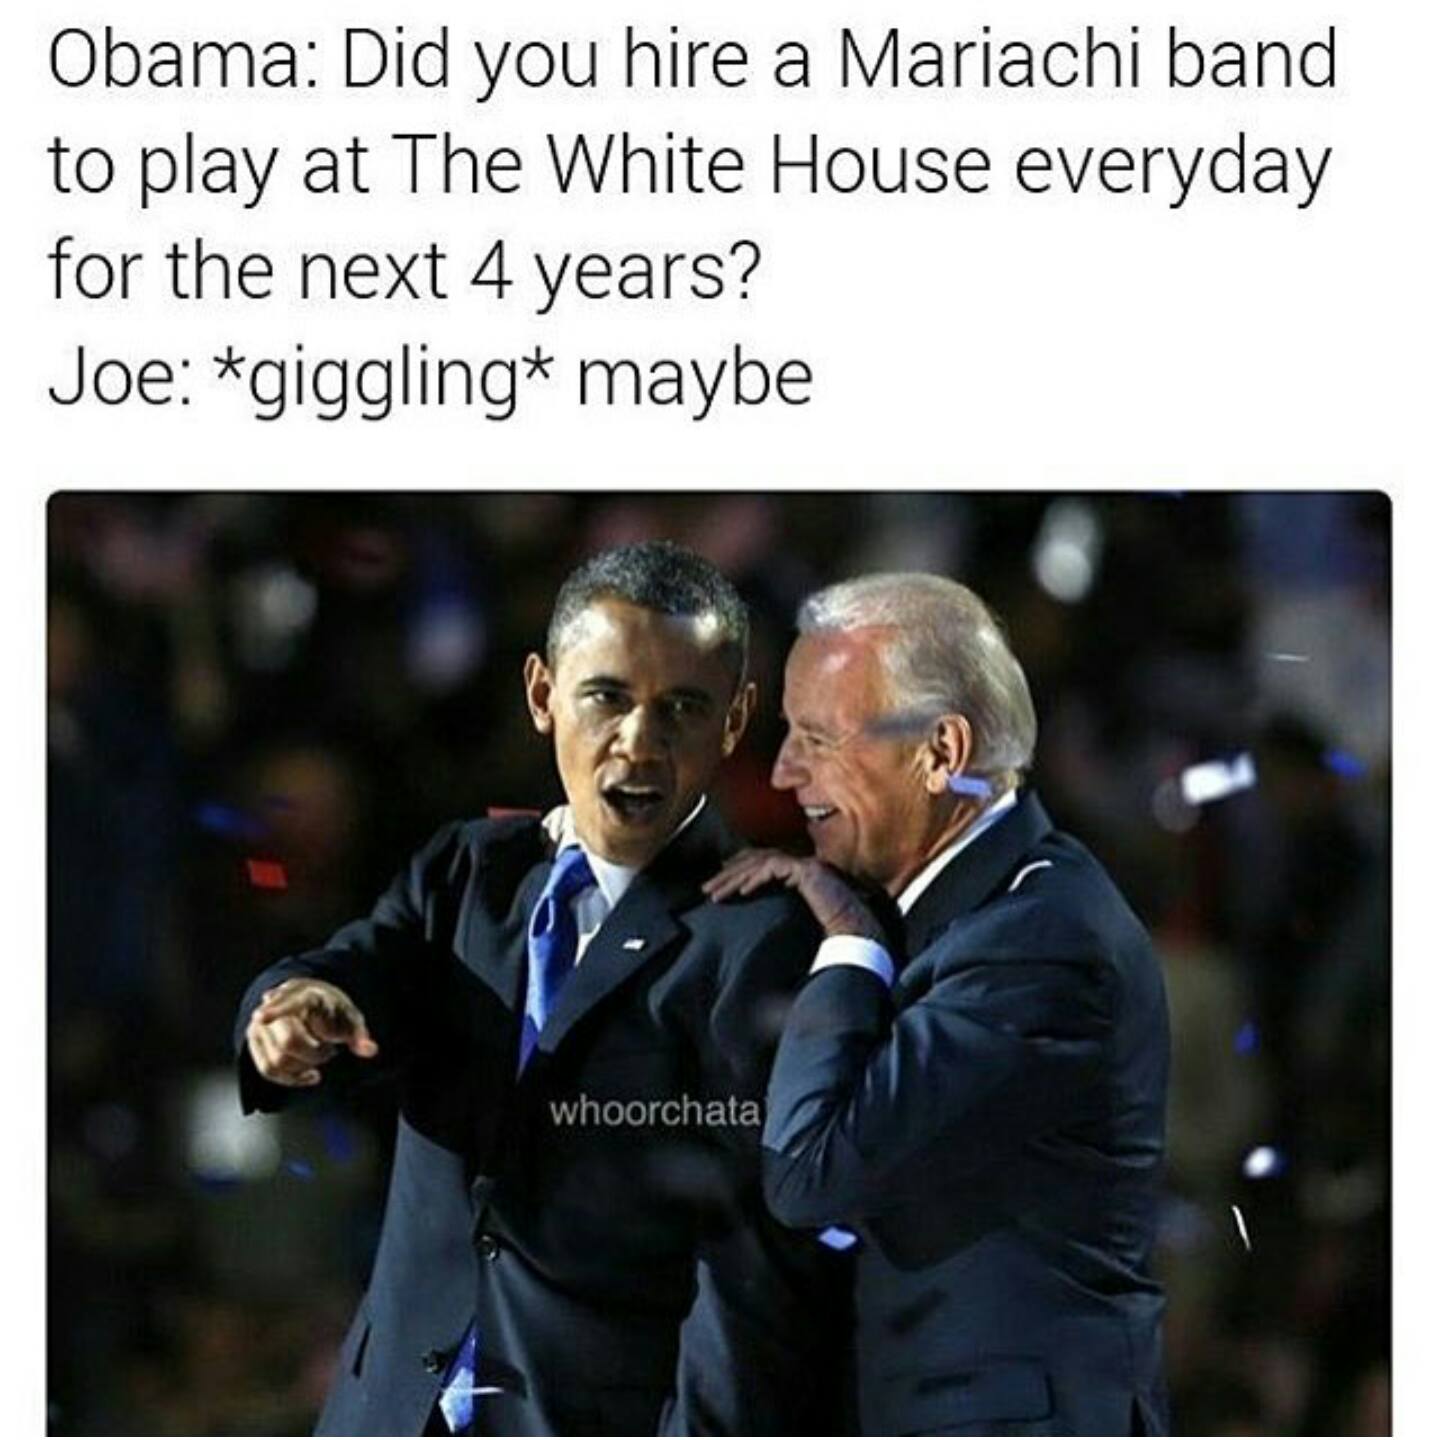 Obama: Did you hire a Mariachi band
to play at The White House everyday
for the next 4 years?
Joe: *giggling* maybe
whoorchata